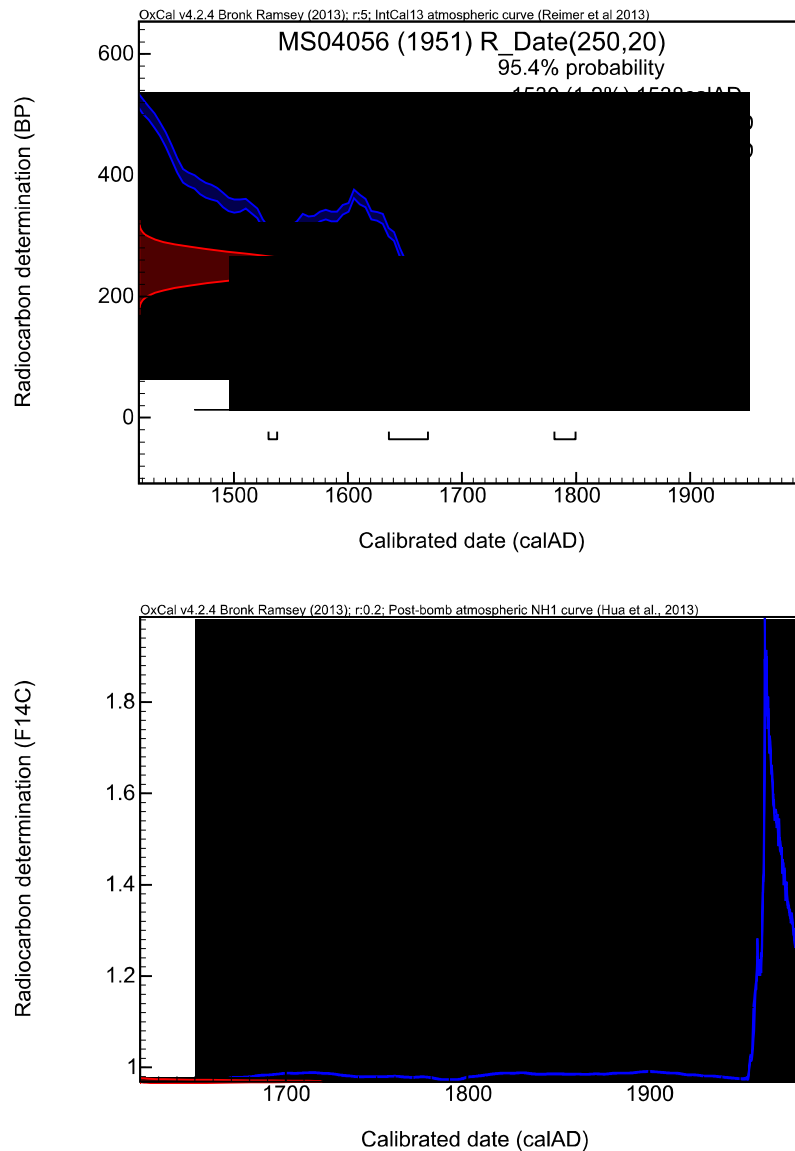 OxCal v4.2.4 Bronk Ramsey (2013); r:5; IntCal13 atmospheric curve (Reimer et al 2013)
MS04056 (1951) R_Date(250,20)
95.4% probability
600
400
200
0
Radiocarbon determination (BP)
1500 1600 1700 1800 1900
Calibrated date (calAD)
OxCal v4.2.4 Bronk Ramsey (2013); r:0.2; Post-bomb atmospheric NH1 curve (Hua et al., 2013)
1.8
1.6
1.4
1.2
1
Radiocarbon determination (F14C)
1700 1800 1900
Calibrated date (calAD)